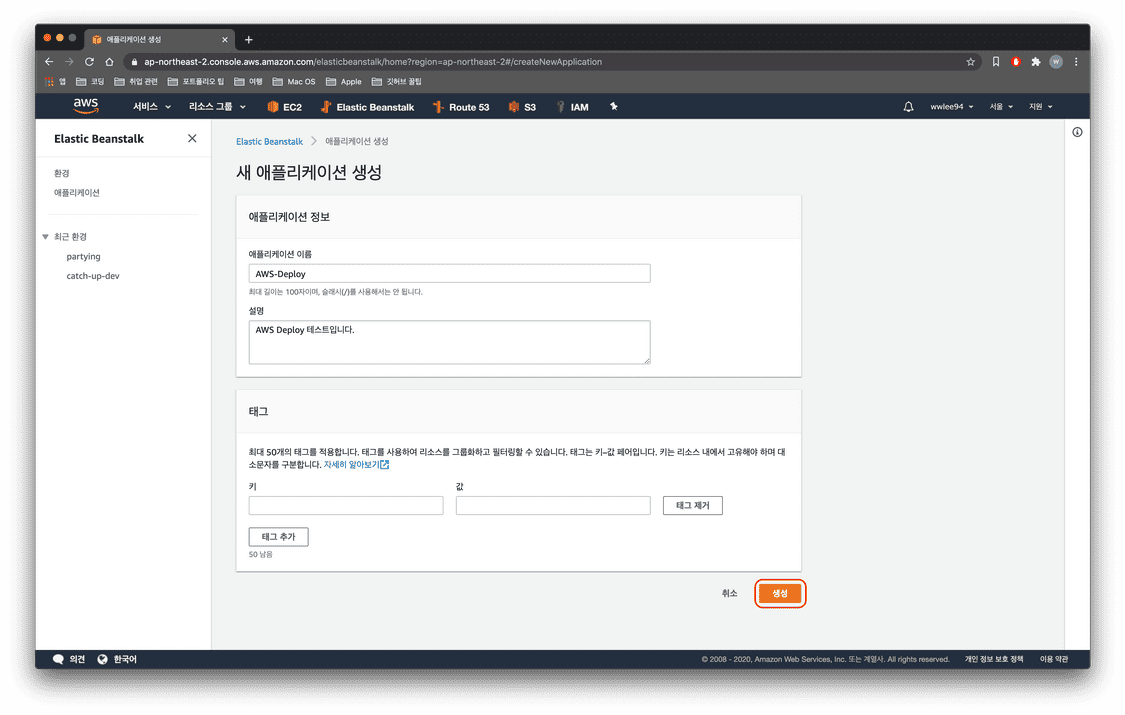 애플리케이션 생성
ap-northeast-2.console.aws.amazon.com/elasticbeanstalk/home?region=ap-northeast-2#/createNewApplication
W
앱 코딩 취업 관련 포트폴리오 팁 여행 Mac OS Apple 깃허브 꿀팁
aws 서비스 리소스 그룹 EC2 Elastic Beanstalk Route 53 S3 IAM wwlee94 서울 지원
Elastic Beanstalk
환경
애플리케이션
최근 환경
partying
catch-up-dev
Elastic Beanstalk 애플리케이션 생성
새 애플리케이션 생성
애플리케이션 정보
애플리케이션 이름
AWS-Deploy
최대 길이는 100자이며, 슬래시(/)를 사용해서는 안 됩니다.
설명
AWS Deploy 테스트입니다.
태그
최대 50개의 태그를 적용합니다. 태그를 사용하여 리소스를 그룹화하고 필터링할 수 있습니다. 태그는 키-값 페어입니다. 키는 리소스 내에서 고유해야 하며 대
소문자를 구분합니다. 자세히 알아보기
키 값
태그 제거
태그 추가
50 남음
취소 생성
의견 한국어 © 2008 - 2020, Amazon Web Services, Inc. 또는 계열사. All rights reserved. 개인 정보 보호 정책 이용 약관